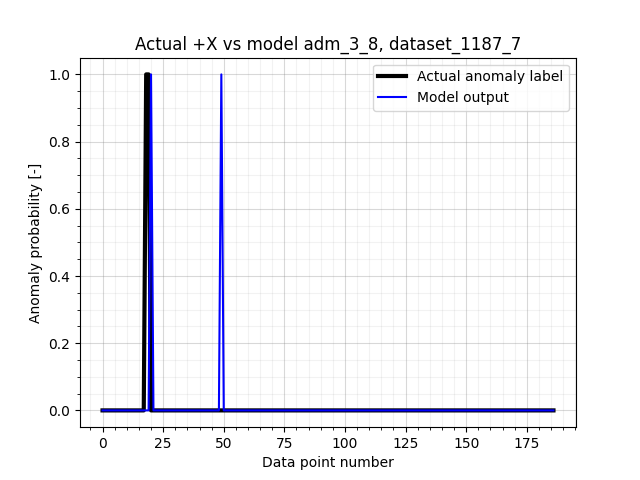 Actual +X vs model adm_3_8, dataset_1187_7
Actual anomaly label
Model output
Anomaly probability [-]
1.0
0.8
0.6
0.4
0.2
0.0
0 25 50 75 100 125 150 175
Data point number